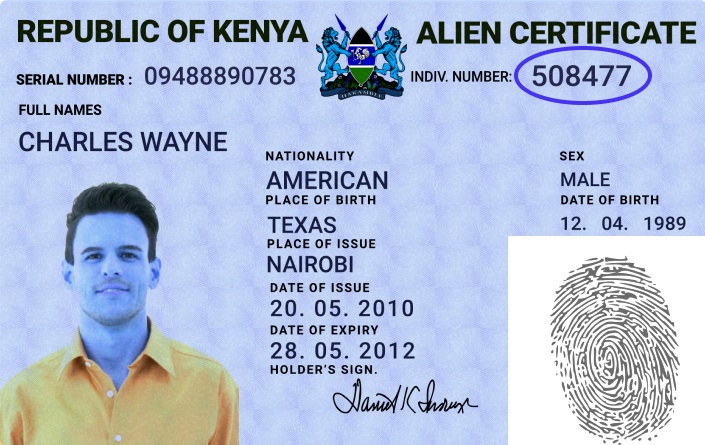 REPUBLIC OF KENYA
ALIEN CERTIFICATE
SERIAL NUMBER : 09488890783
INDIV. NUMBER: 508477
FULL NAMES
CHARLES WAYNE
NATIONALITY
AMERICAN
PLACE OF BIRTH
TEXAS
PLACE OF ISSUE
NAIROBI
DATE OF ISSUE
20. 05. 2010
DATE OF EXPIRY
28. 05. 2012
HOLDER'S SIGN.
SEX
MALE
DATE OF BIRTH
12. 04. 1989